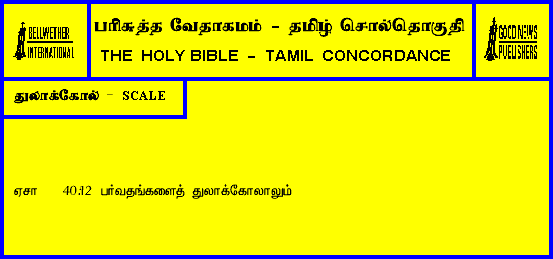 BELLWETHER
INTERNATIONAL
பரிசுத்த வேதாகமம் - தமிழ் சொல்தொகுதி
THE HOLY BIBLE - TAMIL CONCORDANCE
GOOD NEWS
PUBLISHERS
துலாக்கோல் - SCALE
ஏசா 40:12 பர்வதங்களைத் துலாக்கோலாலும்